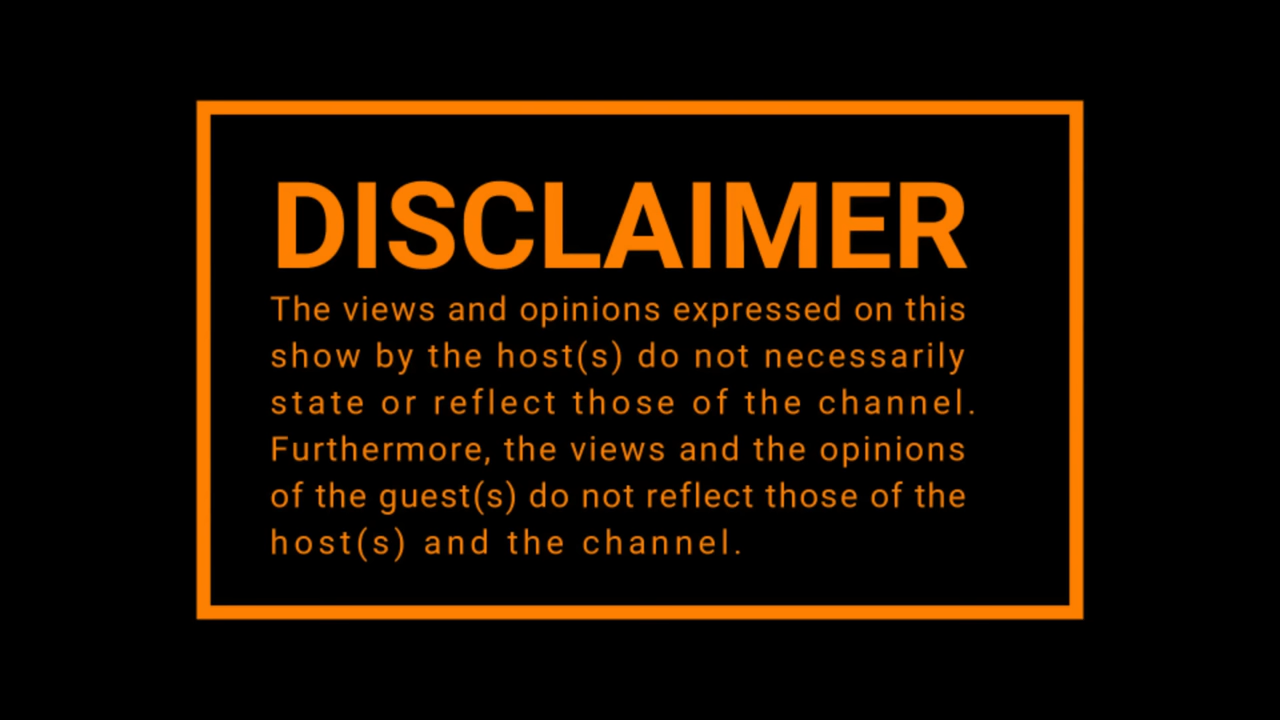 DISCLAIMER
The views and opinions expressed on this
show by the host(s) do not necessarily
state or reflect those of the channel.
Furthermore, the views and the opinions
of the guest(s) do not reflect those of the
host(s) and the channel.